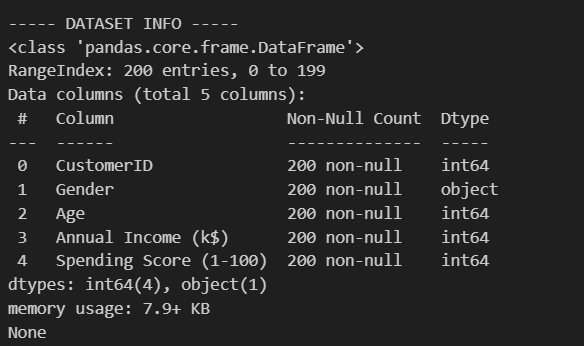 ----- DATASET INFO -----
<class 'pandas.core.frame.DataFrame'>
RangeIndex: 200 entries, 0 to 199
Data columns (total 5 columns):
 #   Column                  Non-Null Count  Dtype
---  ------                  --------------  -----
 0   CustomerID              200 non-null    int64
 1   Gender                  200 non-null    object
 2   Age                     200 non-null    int64
 3   Annual Income (k$)      200 non-null    int64
 4   Spending Score (1-100)  200 non-null    int64
dtypes: int64(4), object(1)
memory usage: 7.9+ KB
None